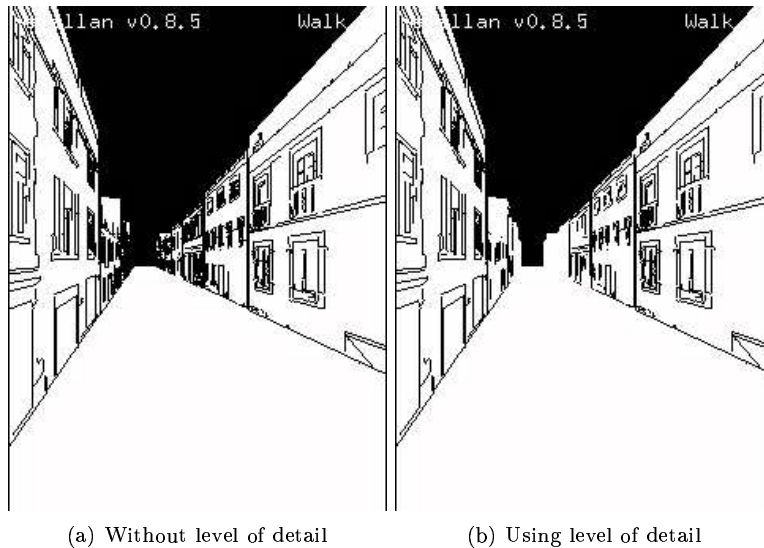 v0.8.5 Walk
v0.8.5 Walk
(a) Without level of detail
(b) Using level of detail